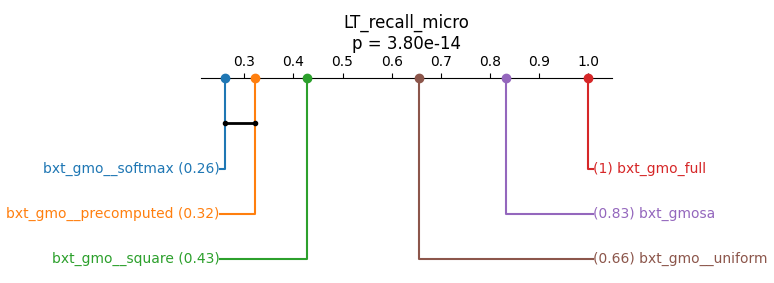 LT_recall_micro
p = 3.80e-14
0.3 0.4 0.5 0.6 0.7 0.8 0.9 1.0
bxt_gmo__softmax (0.26)
(1) bxt_gmo_full
bxt_gmo__precomputed (0.32)
(0.83) bxt_gmosa
bxt_gmo__square (0.43)
(0.66) bxt_gmo__uniform